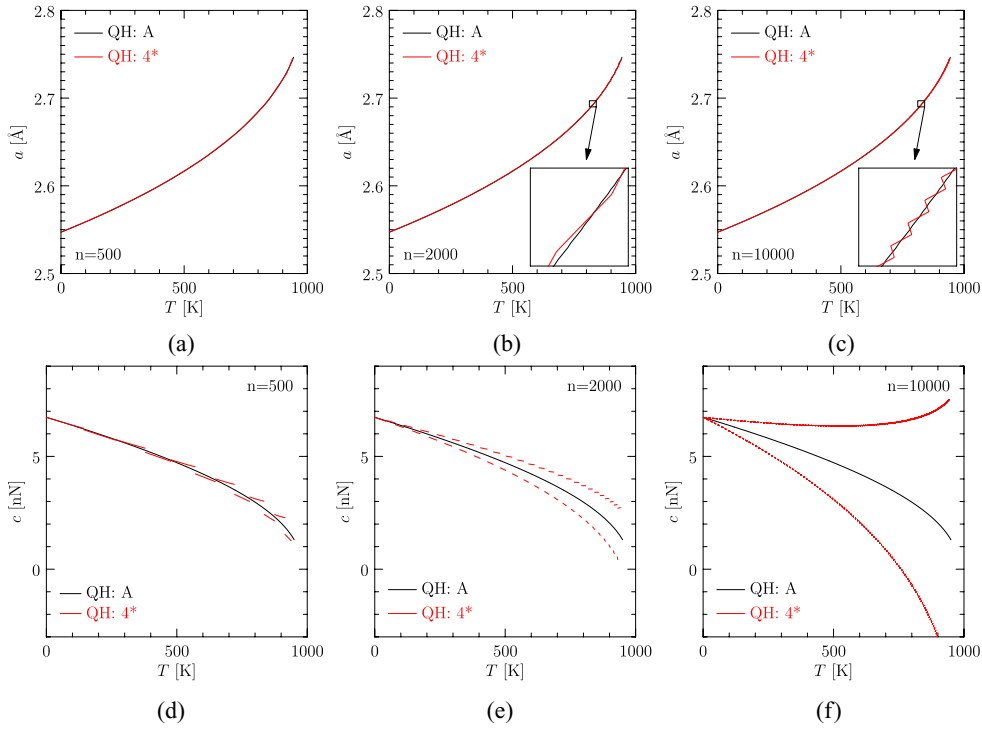 2.8
2.7
2.6
2.5
a [Å]
QH: A
QH: 4*
n=500
0
500
1000
T [K]
(a)
2.8
2.7
2.6
2.5
a [Å]
QH: A
QH: 4*
n=2000
0
500
1000
T [K]
(b)
2.8
2.7
2.6
2.5
a [Å]
QH: A
QH: 4*
n=10000
0
500
1000
T [K]
(c)
5
0
c [nN]
n=500
QH: A
QH: 4*
0
500
1000
T [K]
(d)
5
0
c [nN]
n=2000
QH: A
QH: 4*
0
500
1000
T [K]
(e)
5
0
c [nN]
n=10000
QH: A
QH: 4*
0
500
1000
T [K]
(f)